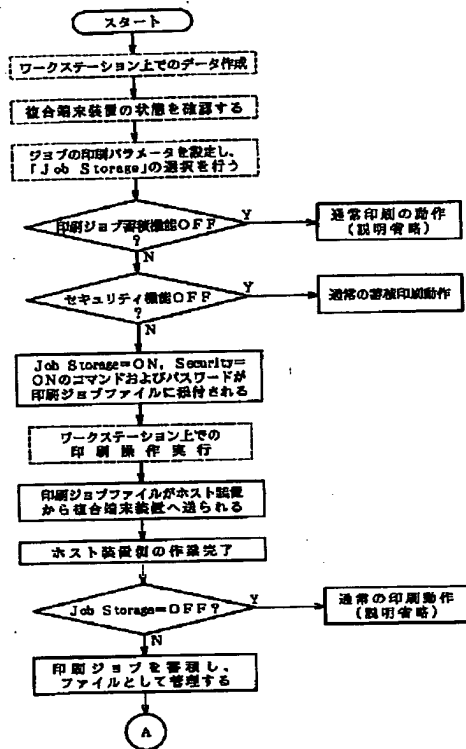 スタート
ワークステーション上でのデータ作成
複合端末装置の状態を確認する
ジョブの印刷パラメータを設定し、
「Job Storage」の選択を行う
印刷ジョブ蓄積機能OFF
?
Y
通常印刷の動作
(説明省略)
N
セキュリティ機能OFF
?
Y
通常の蓄積印刷動作
N
Job Storage=ON, Security=
ONのコマンドおよびパスワードが
印刷ジョブファイルに添付される
ワークステーション上での
印刷操作実行
印刷ジョブファイルがホスト装置
から複合端末装置へ送られる
ホスト装置側の作業完了
Job Storage=OFF?
Y
通常の印刷動作
(説明省略)
N
印刷ジョブを蓄積し、
ファイルとして管理する
A